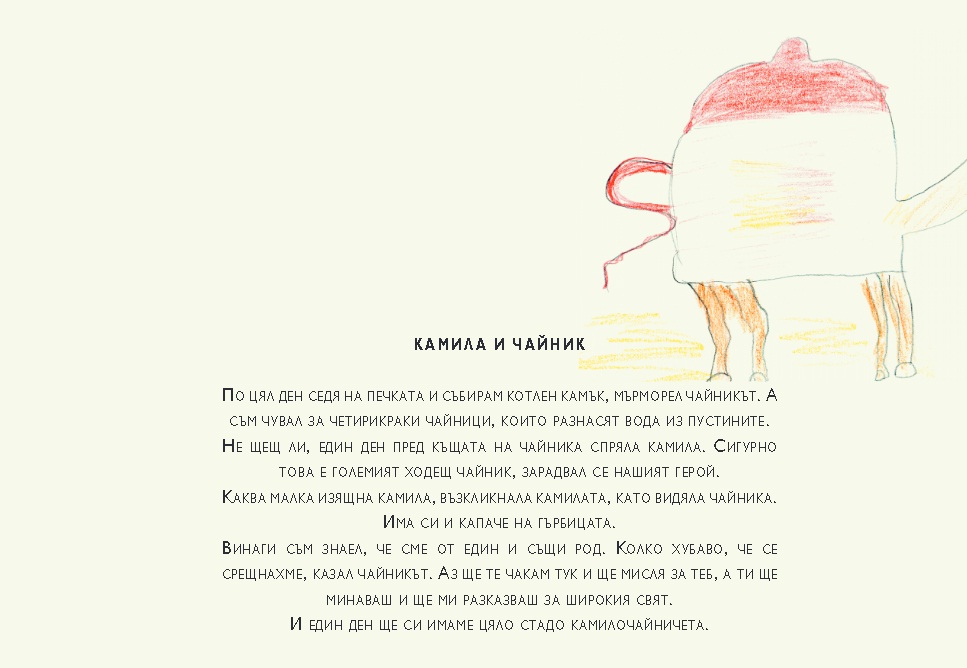 КАМИЛА И ЧАЙНИК
По цял ден седя на печката и събирам котлен камък, мърморел чайникът. А
съм чувал за четирикраки чайници, които разнасят вода из пустините.
Не щещ ли, един ден пред къщата на чайника спряла камила. Сигурно
това е големият ходещ чайник, зарадвал се нашият герой.
Каква малка изящна камила, възкликнала камилата, като видяла чайника.
Има си и капаче на гърбицата.
Винаги съм знаел, че сме от един и същи род. Колко хубаво, че се
срещнахме, казал чайникът. Аз ще те чакам тук и ще мисля за теб, а ти ще
минаваш и ще ми разказваш за широкия свят.
И един ден ще си имаме цяло стадо камилочайничета.